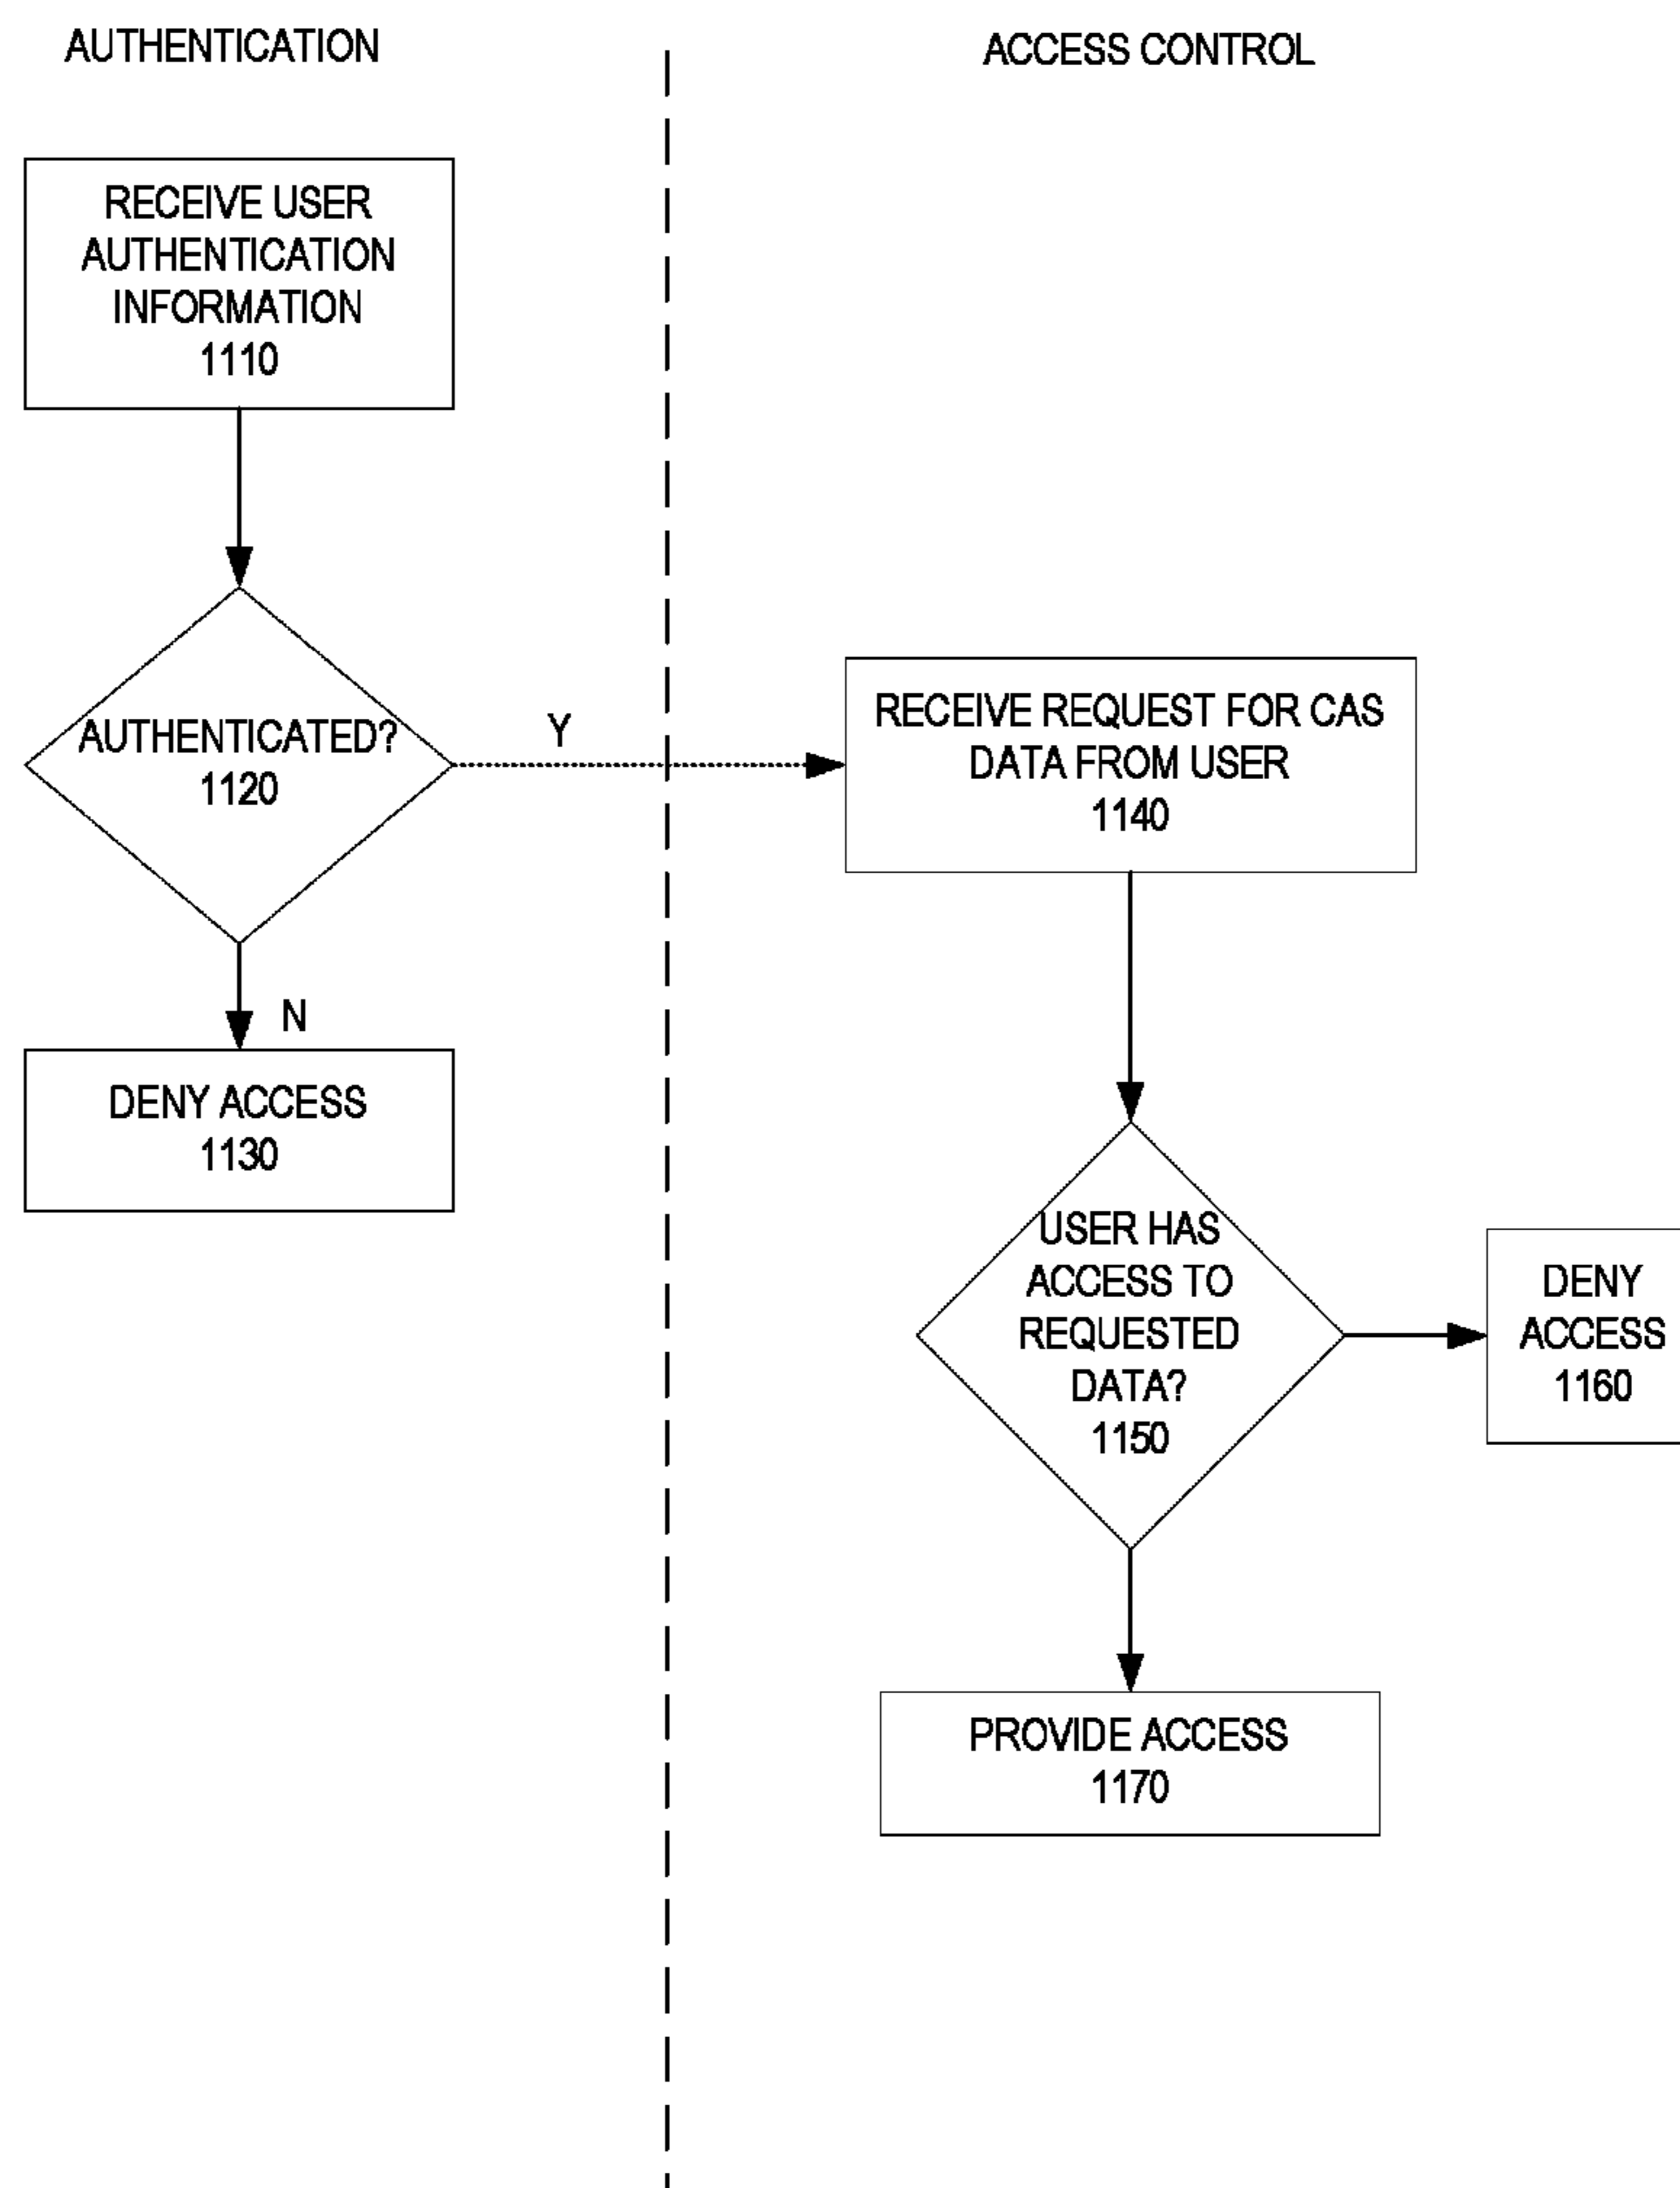 AUTHENTICATION
ACCESS CONTROL
RECEIVE USER
AUTHENTICATION
INFORMATION
1110
AUTHENTICATED?
1120
Y
N
DENY ACCESS
1130
RECEIVE REQUEST FOR CAS
DATA FROM USER
1140
USER HAS
ACCESS TO
REQUESTED
DATA?
1150
DENY
ACCESS
1160
PROVIDE ACCESS
1170